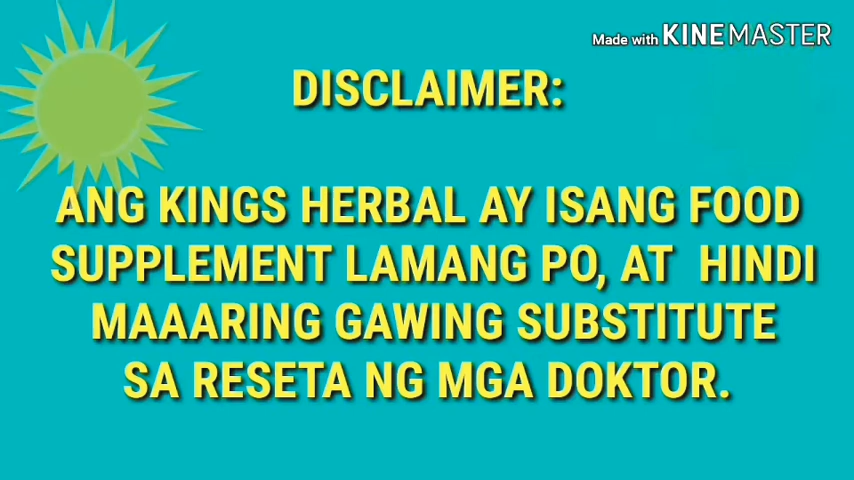 Made with KINEMASTER
DISCLAIMER:
ANG KINGS HERBAL AY ISANG FOOD
SUPPLEMENT LAMANG PO, AT HINDI
MAAARING GAWING SUBSTITUTE
SA RESETA NG MGA DOKTOR.